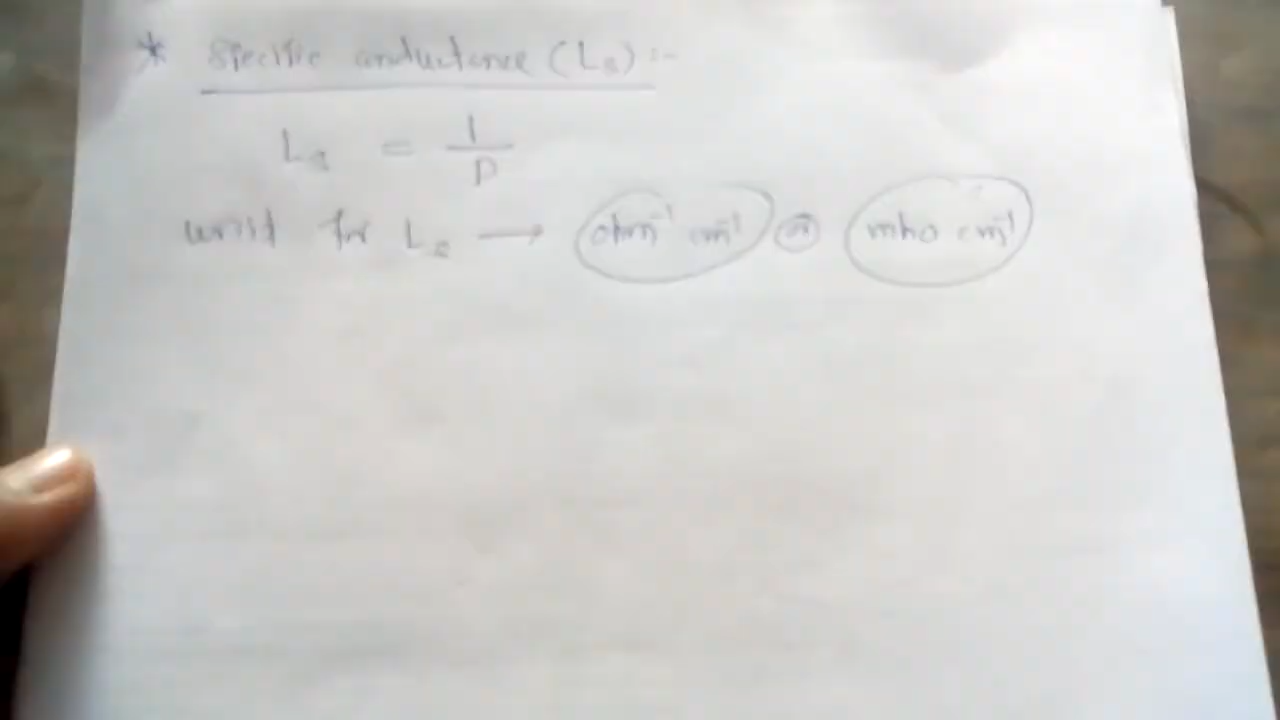 * Specific conductance (Ls) :-
Ls = 1/ρ
unit for Ls → ohm⁻¹ cm⁻¹ or mho cm⁻¹